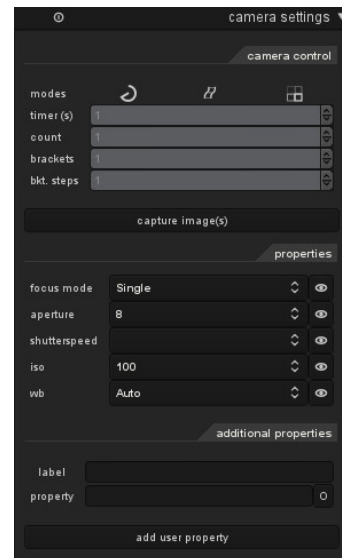 camera settings
camera control
modes
timer (s) 1
count 1
brackets 1
bkt. steps 1
capture image(s)
properties
focus mode Single
aperture 8
shutterspeed
iso 100
wb Auto
additional properties
label
property
add user property